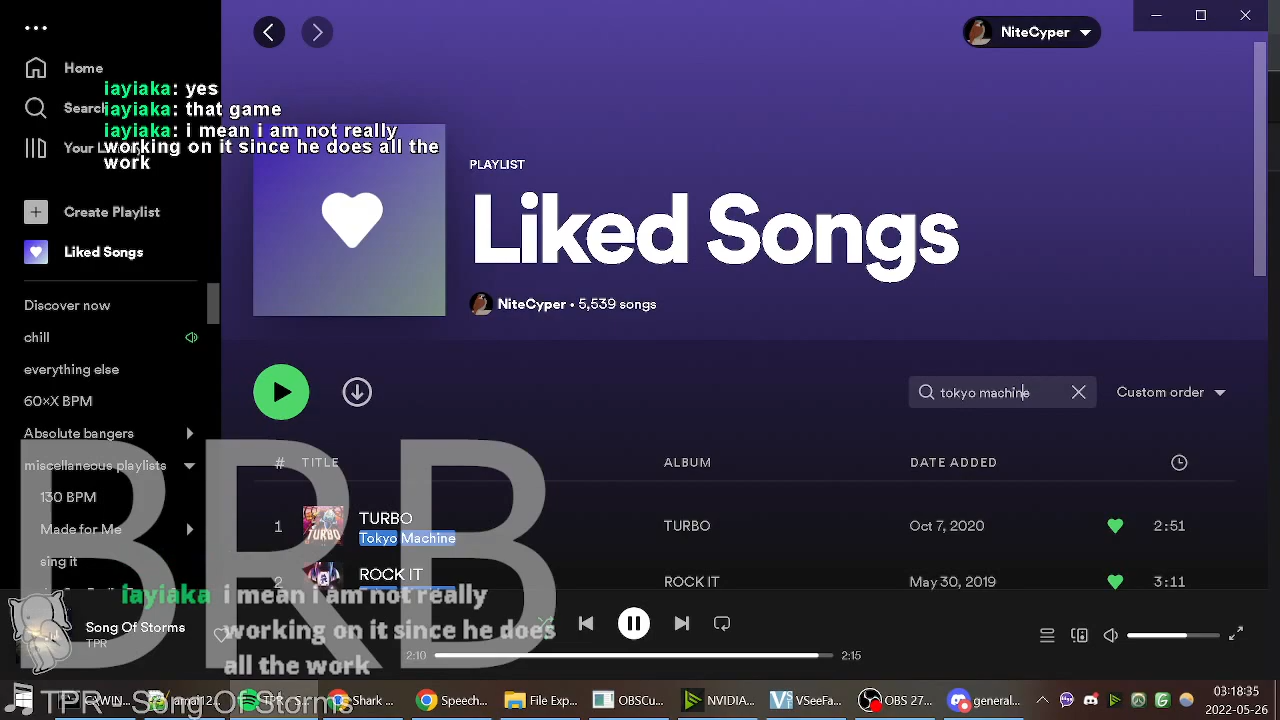 NiteCyper
Home
iayiaka: yes
Search
iayiaka: that game
iayiaka: i mean i am not really
working on it since he does all the
work
Your
Create Playlist
Liked Songs
PLAYLIST
Liked Songs
NiteCyper • 5,539 songs
Discover now
chill
everything else
60×X BPM
Absolute bangers
miscellaneous playlists
130 BPM
Made for Me
sing it
tokyo machine
Custom order
# TITLE ALBUM DATE ADDED
1 TURBO TURBO Oct 7, 2020 2:51
Tokyo Machine
2 ROCK IT ROCK IT May 30, 2019 3:11
BRB
iayiaka i mean i am not really
working on it since he does
all the work
Song Of Storms
TPR
2:10 2:15
TPR - Song Of Storms
Shark ...
Speech...
File Exp...
OBSCu...
NVIDIA...
VSeeFa...
OBS 27...
general...
03:18:35
2022-05-26